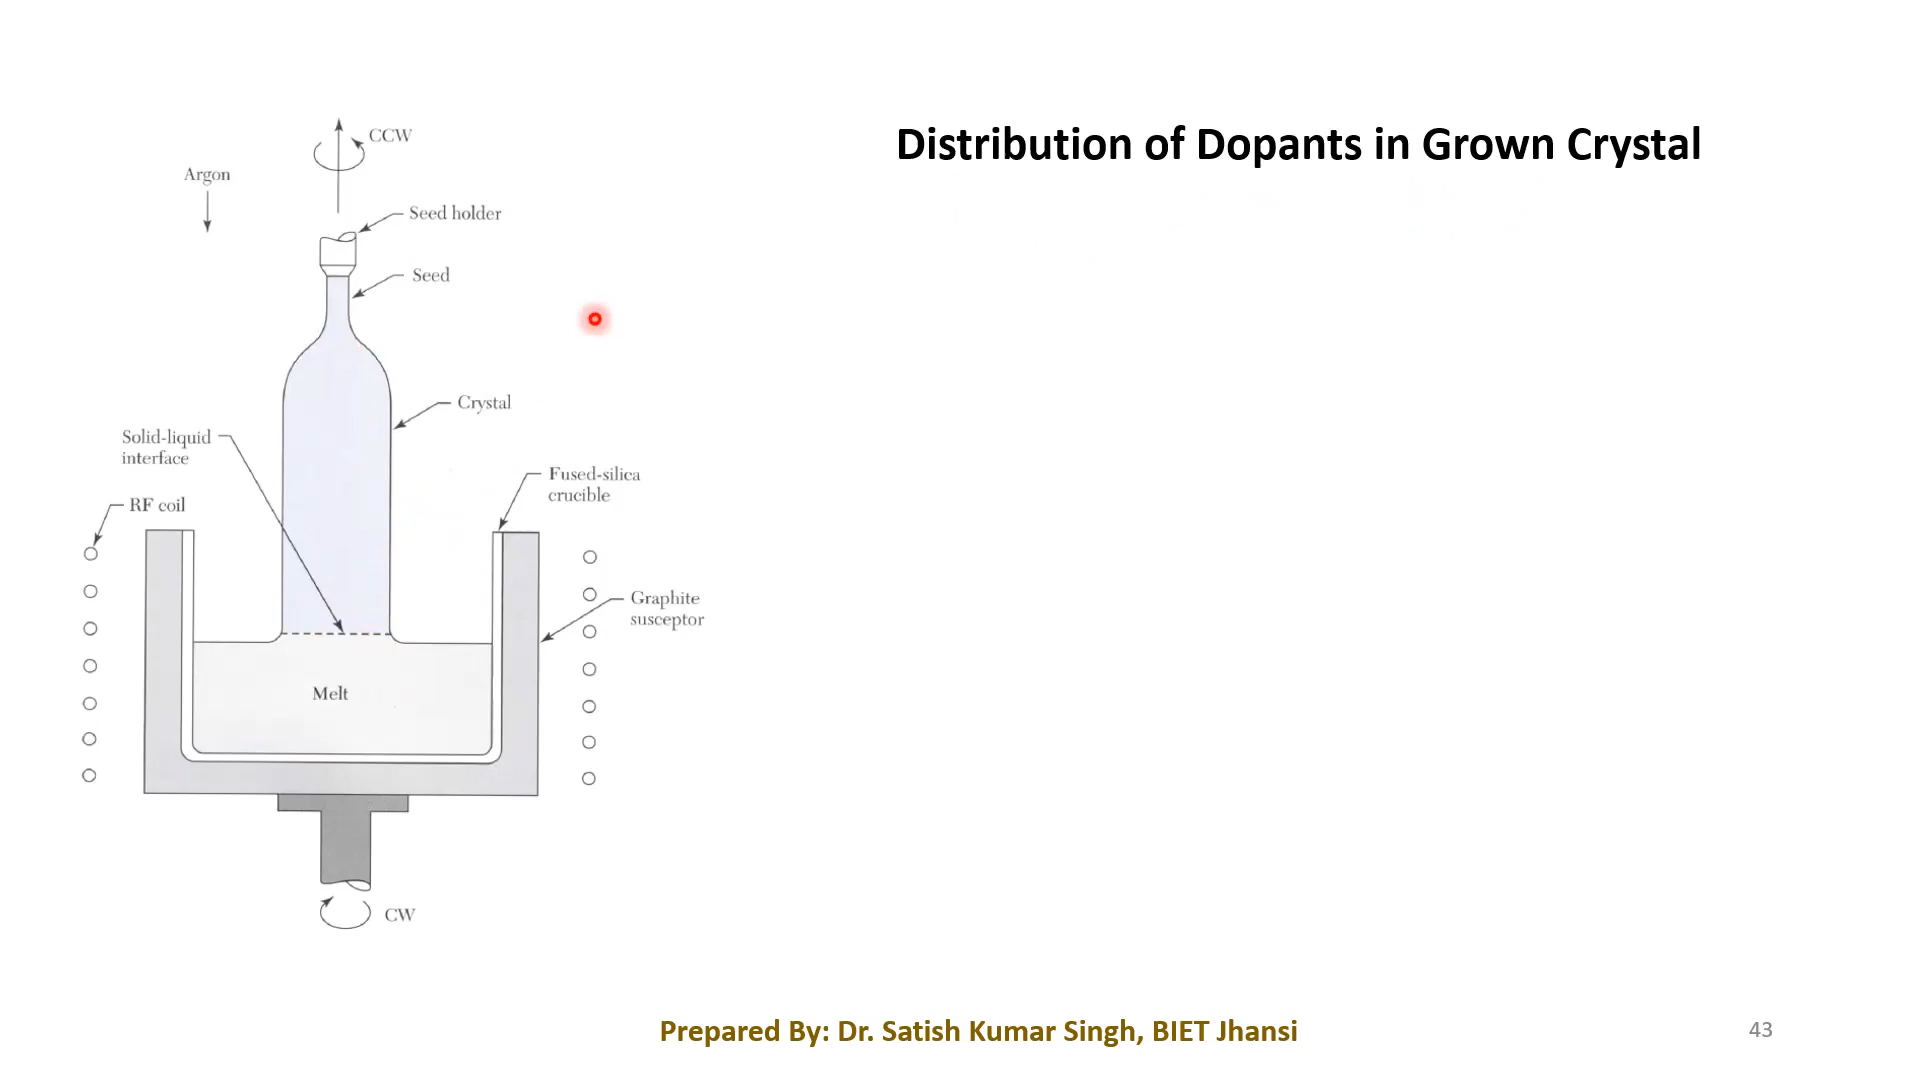 Distribution of Dopants in Grown Crystal
CCW
Argon
Seed holder
Seed
Crystal
Solid-liquid
interface
Fused-silica
crucible
RF coil
Graphite
susceptor
Melt
CW
Prepared By: Dr. Satish Kumar Singh, BIET Jhansi
43